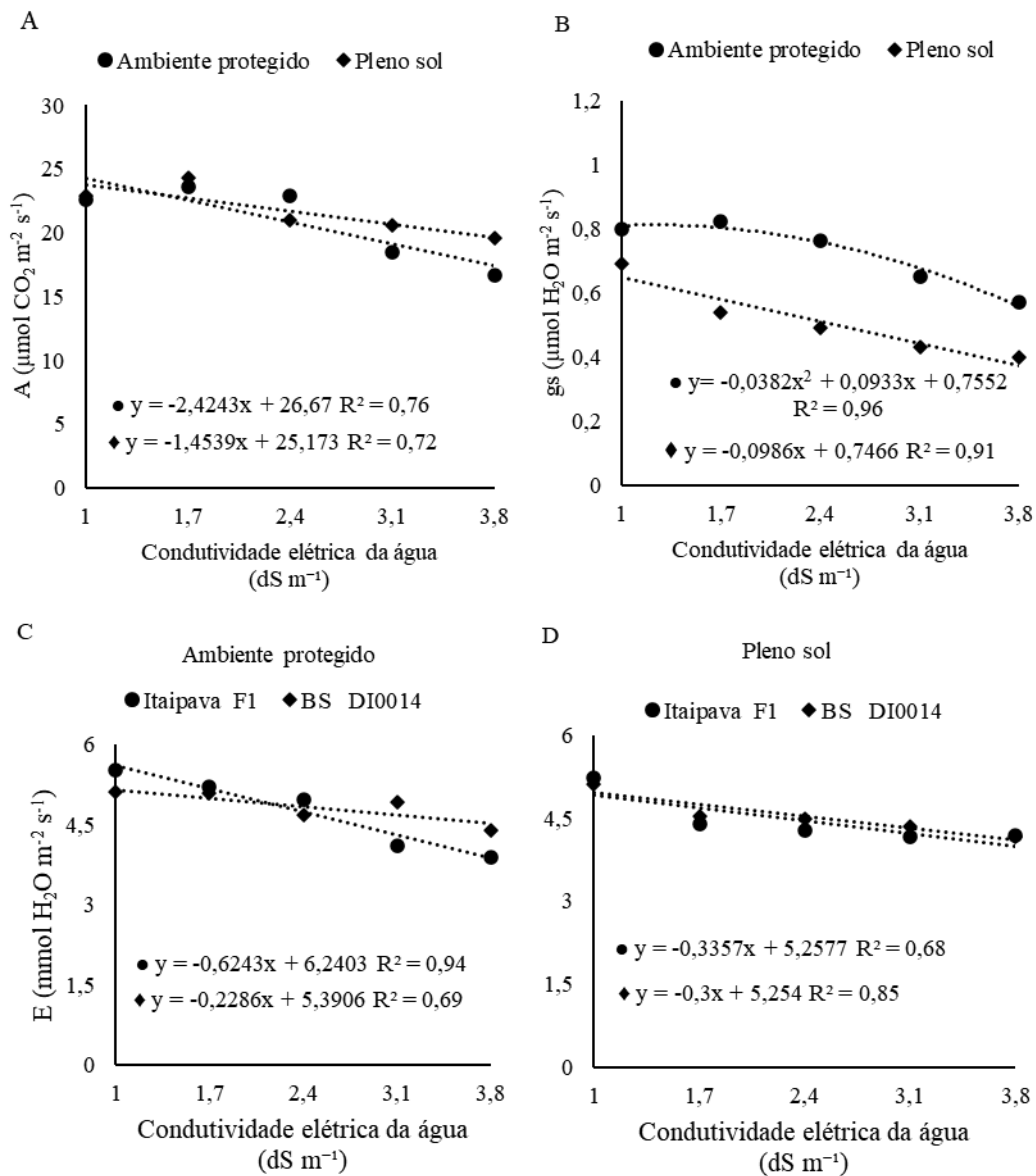 A
● Ambiente protegido ◆ Pleno sol
30
25
20
15
10
5
0
A (µmol CO₂ m⁻² s⁻¹)
● y = -2,4243x + 26,67 R² = 0,76
◆ y = -1,4539x + 25,173 R² = 0,72
1 1,7 2,4 3,1 3,8
Condutividade elétrica da água
(dS m⁻¹)
B
● Ambiente protegido ◆ Pleno sol
1,2
1
0,8
0,6
0,4
0,2
0
gs (µmol H₂O m⁻² s⁻¹)
● y= -0,0382x² + 0,0933x + 0,7552
R² = 0,96
◆ y = -0,0986x + 0,7466 R² = 0,91
1 1,7 2,4 3,1 3,8
Condutividade elétrica da água
(dS m⁻¹)
C
Ambiente protegido
● Itaipava F1 ◆ BS DI0014
6
4,5
3
1,5
0
E (mmol H₂O m⁻² s⁻¹)
● y = -0,6243x + 6,2403 R² = 0,94
◆ y = -0,2286x + 5,3906 R² = 0,69
1 1,7 2,4 3,1 3,8
Condutividade elétrica da água
(dS m⁻¹)
D
Pleno sol
● Itaipava F1 ◆ BS DI0014
6
4,5
3
1,5
0
● y = -0,3357x + 5,2577 R² = 0,68
◆ y = -0,3x + 5,254 R² = 0,85
1 1,7 2,4 3,1 3,8
Condutividade elétrica da água
(dS m⁻¹)